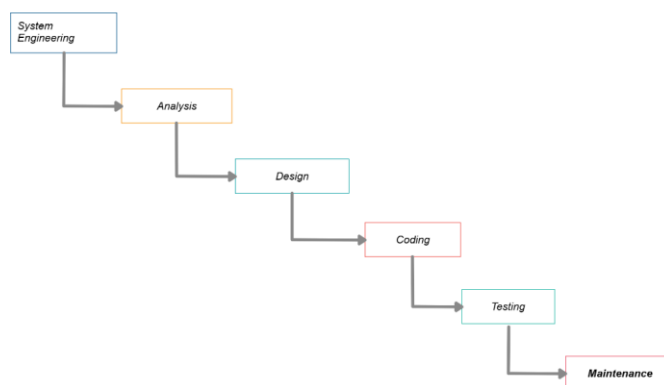 System
Engineering
Analysis
Design
Coding
Testing
Maintenance